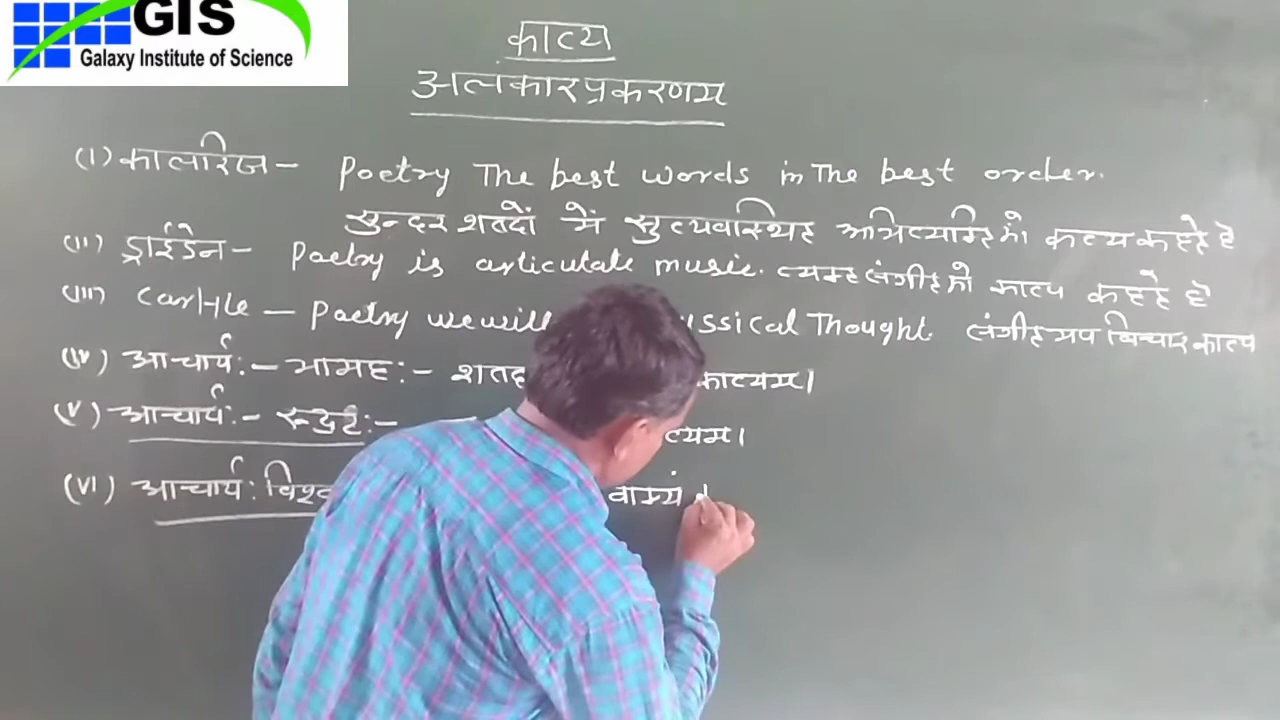 GIS
Galaxy Institute of Science
काव्य
अलंकारप्रकरणम
(I) कालरिज - Poetry The best words in The best order.
सुन्दर शब्दों में सुव्यवस्थित अभिव्यक्ति को काव्य कहते है
(II) ड्राईडेन - Poetry is articulate music. व्यक्त संगीत को काव्य कहते है
(III) Carlyle - Poetry we will ssical Thought. संगीतमय विचार काव्य
(IV) आचार्य: - भामह: - शब्द काव्यम।
(V) आचार्य: - रुद्रट: - व्यम।
(VI) आचार्य: विश्व वाक्यं